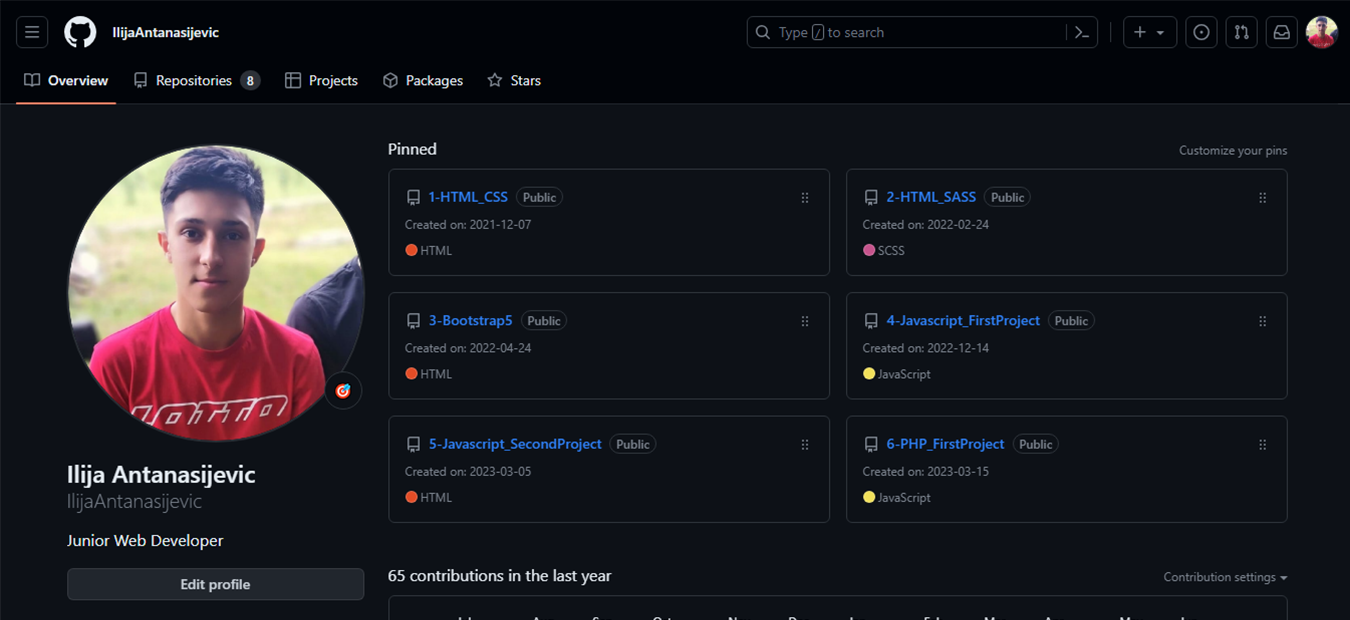 IlijaAntanasijevic
Type / to search
Overview
Repositories 8
Projects
Packages
Stars
LOTTO
Ilija Antanasijevic
IlijaAntanasijevic
Junior Web Developer
Edit profile
Pinned
Customize your pins
1-HTML_CSS Public
Created on: 2021-12-07
HTML
2-HTML_SASS Public
Created on: 2022-02-24
SCSS
3-Bootstrap5 Public
Created on: 2022-04-24
HTML
4-Javascript_FirstProject Public
Created on: 2022-12-14
JavaScript
5-Javascript_SecondProject Public
Created on: 2023-03-05
HTML
6-PHP_FirstProject Public
Created on: 2023-03-15
JavaScript
65 contributions in the last year
Contribution settings